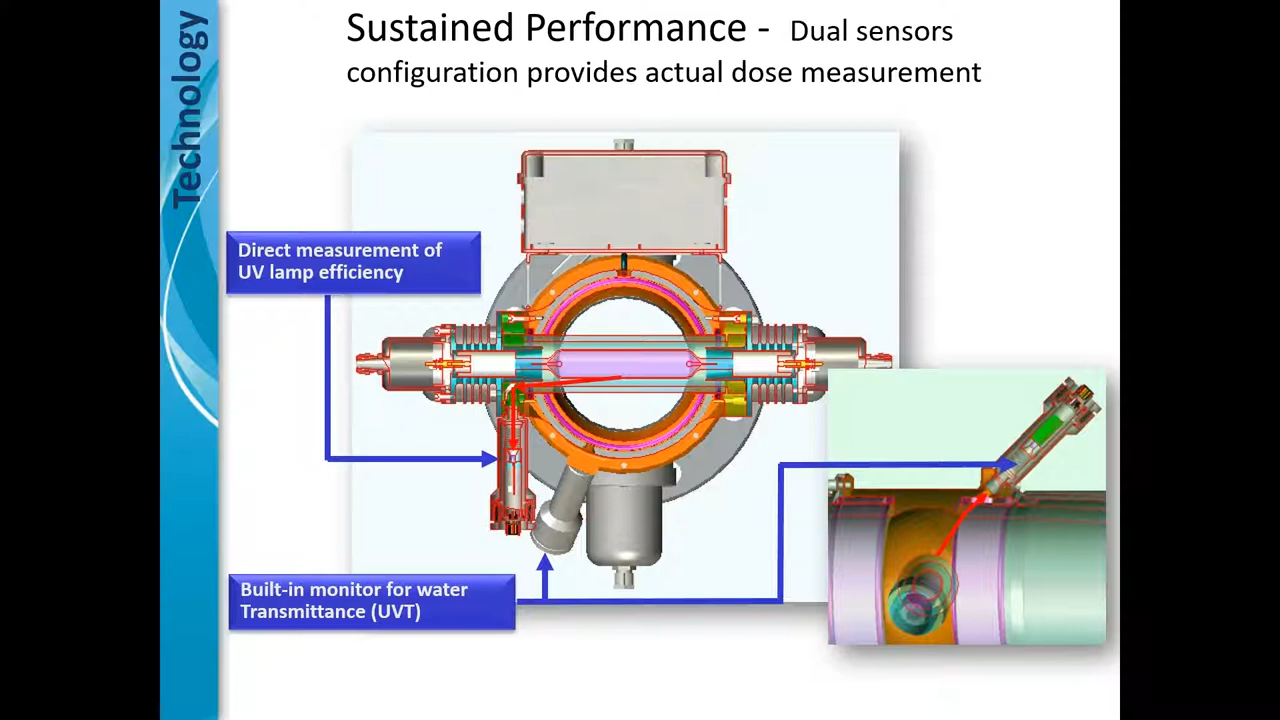 Technology
Sustained Performance - Dual sensors
configuration provides actual dose measurement
Direct measurement of
UV lamp efficiency
Built-in monitor for water
Transmittance (UVT)